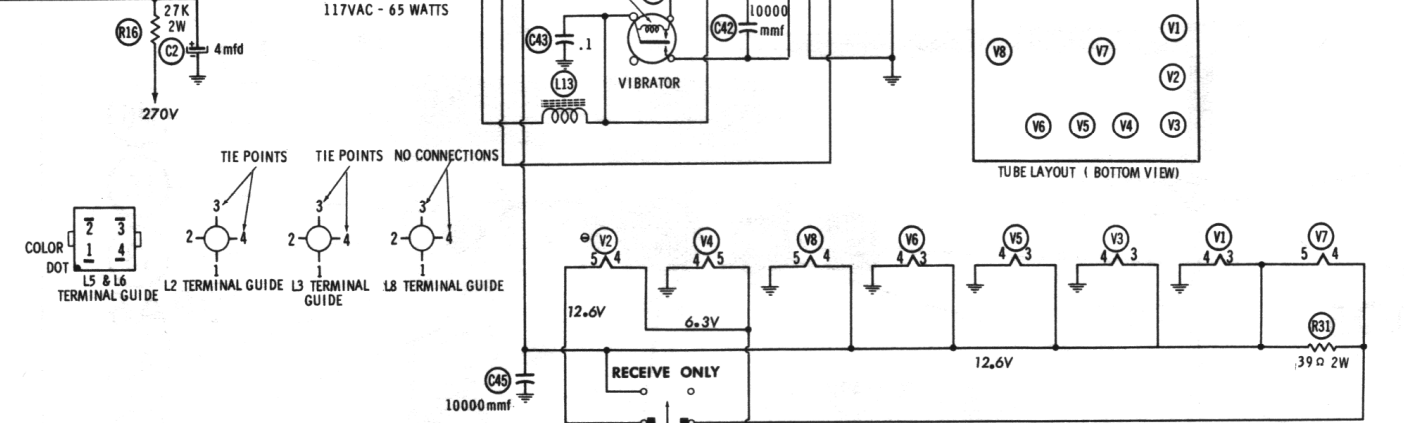 117VAC - 65 WATTS
R16
27K
2W
C2
4 mfd
270V
C43
.1
L13
VIBRATOR
C42
10000
mmf
V8
V7
V1
V2
V6
V5
V4
V3
TUBE LAYOUT ( BOTTOM VIEW)
TIE POINTS
TIE POINTS
NO CONNECTIONS
2 3
1 4
COLOR
DOT
L5 & L6
TERMINAL GUIDE
3
2 4
1
L2 TERMINAL GUIDE
3
2 4
1
L3 TERMINAL
GUIDE
3
2 4
1
L8 TERMINAL GUIDE
⊖ V2
5 4
V4
4 5
V8
5 4
V6
4 3
V5
4 3
V3
4 3
V1
4 3
V7
5 4
12.6V
6.3V
12.6V
R31
39Ω 2W
C45
10000 mmf
RECEIVE ONLY